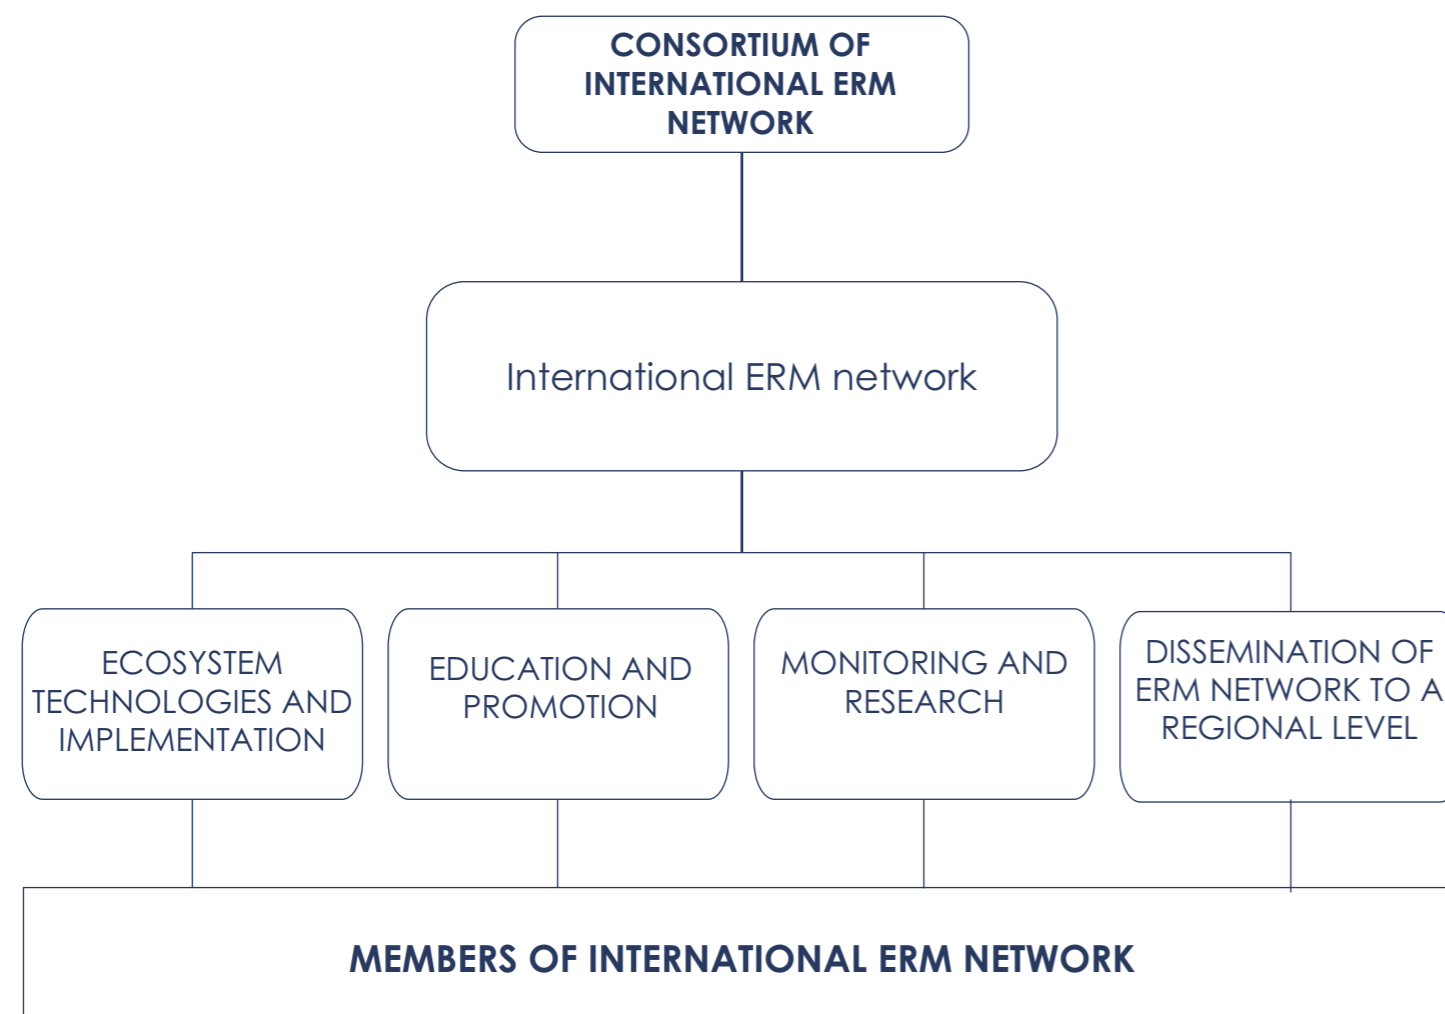 CONSORTIUM OF
INTERNATIONAL ERM
NETWORK
International ERM network
ECOSYSTEM
TECHNOLOGIES AND
IMPLEMENTATION
EDUCATION AND
PROMOTION
MONITORING AND
RESEARCH
DISSEMINATION OF
ERM NETWORK TO A
REGIONAL LEVEL
MEMBERS OF INTERNATIONAL ERM NETWORK